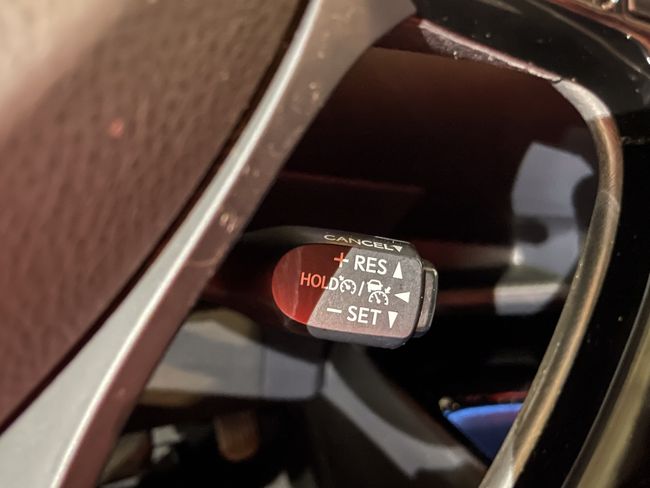 CANCEL▼
+ RES ▲
HOLD / ◄
− SET ▼